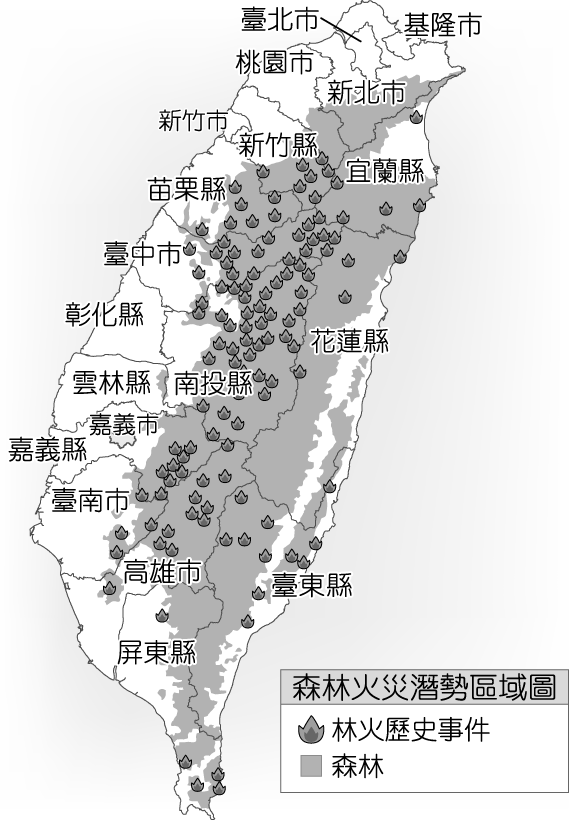 臺北市
基隆市
桃園市
新北市
新竹市
新竹縣
宜蘭縣
苗栗縣
臺中市
彰化縣
花蓮縣
雲林縣
南投縣
嘉義市
嘉義縣
臺南市
高雄市
臺東縣
屏東縣
森林火災潛勢區域圖
林火歷史事件
森林